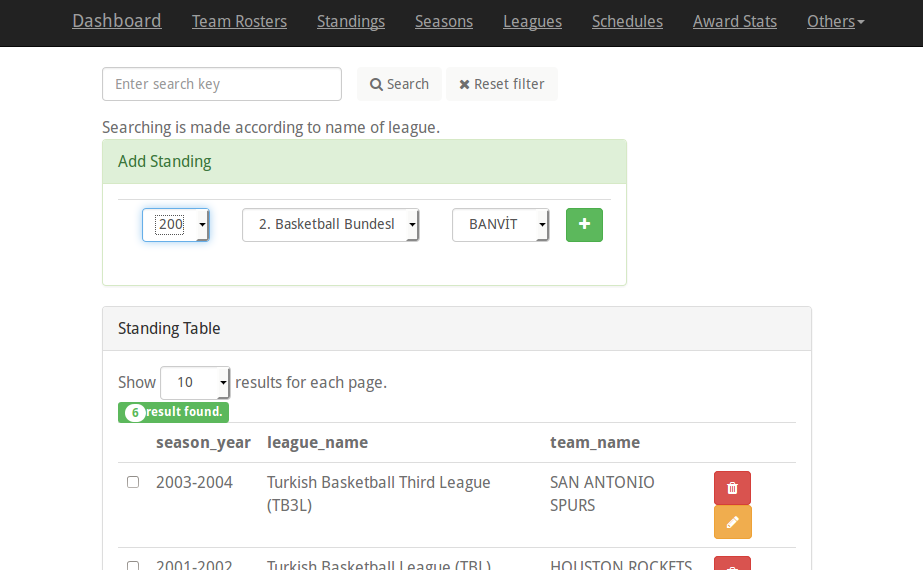 Dashboard Team Rosters Standings Seasons Leagues Schedules Award Stats Others
Enter search key Search Reset filter
Searching is made according to name of league.
Add Standing
200 2. Basketball Bundesl BANVİT
Standing Table
Show 10 results for each page.
6 result found.
season_year league_name team_name
2003-2004 Turkish Basketball Third League SAN ANTONIO
(TB3L) SPURS
2001-2002 Turkish Basketball League (TBL) HOUSTON ROCKETS